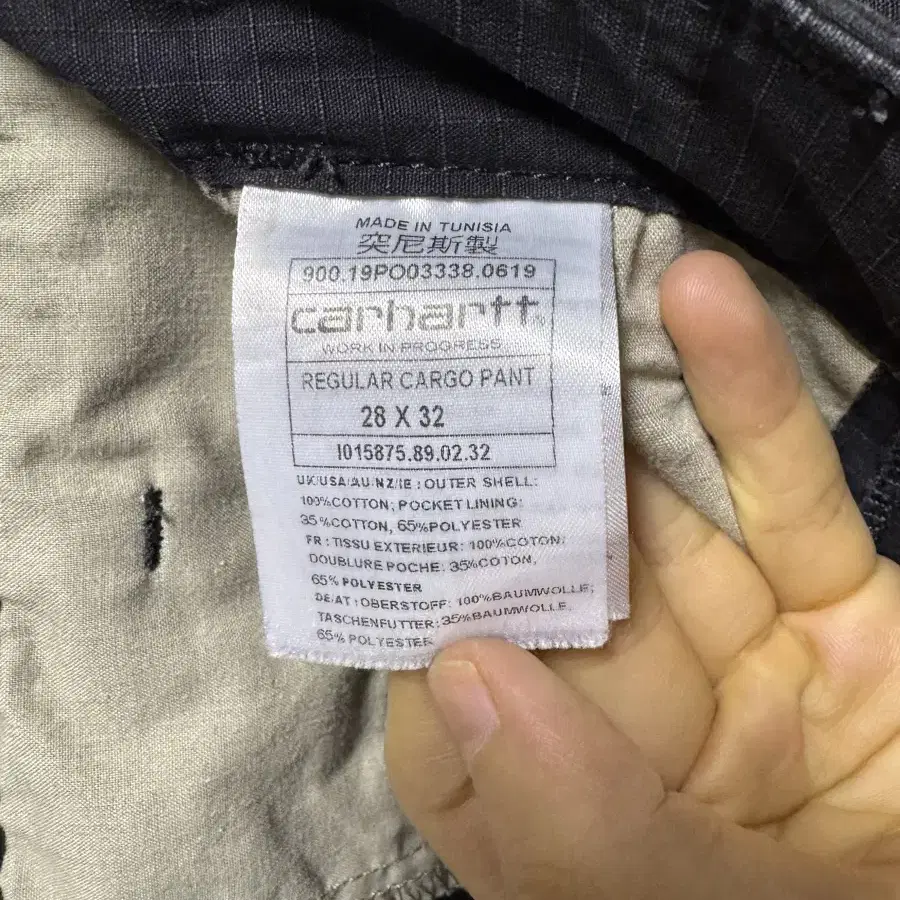 MADE IN TUNISIA
突尼斯製
900.19PO03338.0619
carhartt
WORK IN PROGRESS
REGULAR CARGO PANT
28 X 32
I015875.89.02.32
UK/USA/AU/NZ/IE : OUTER SHELL:
100%COTTON; POCKET LINING:
35%COTTON, 65%POLYESTER
FR : TISSU EXTERIEUR: 100%COTON;
DOUBLURE POCHE: 35%COTON,
65% POLYESTER
DE/AT : OBERSTOFF: 100%BAUMWOLLE;
TASCHENFUTTER: 35%BAUMWOLLE,
65% POLYESTER